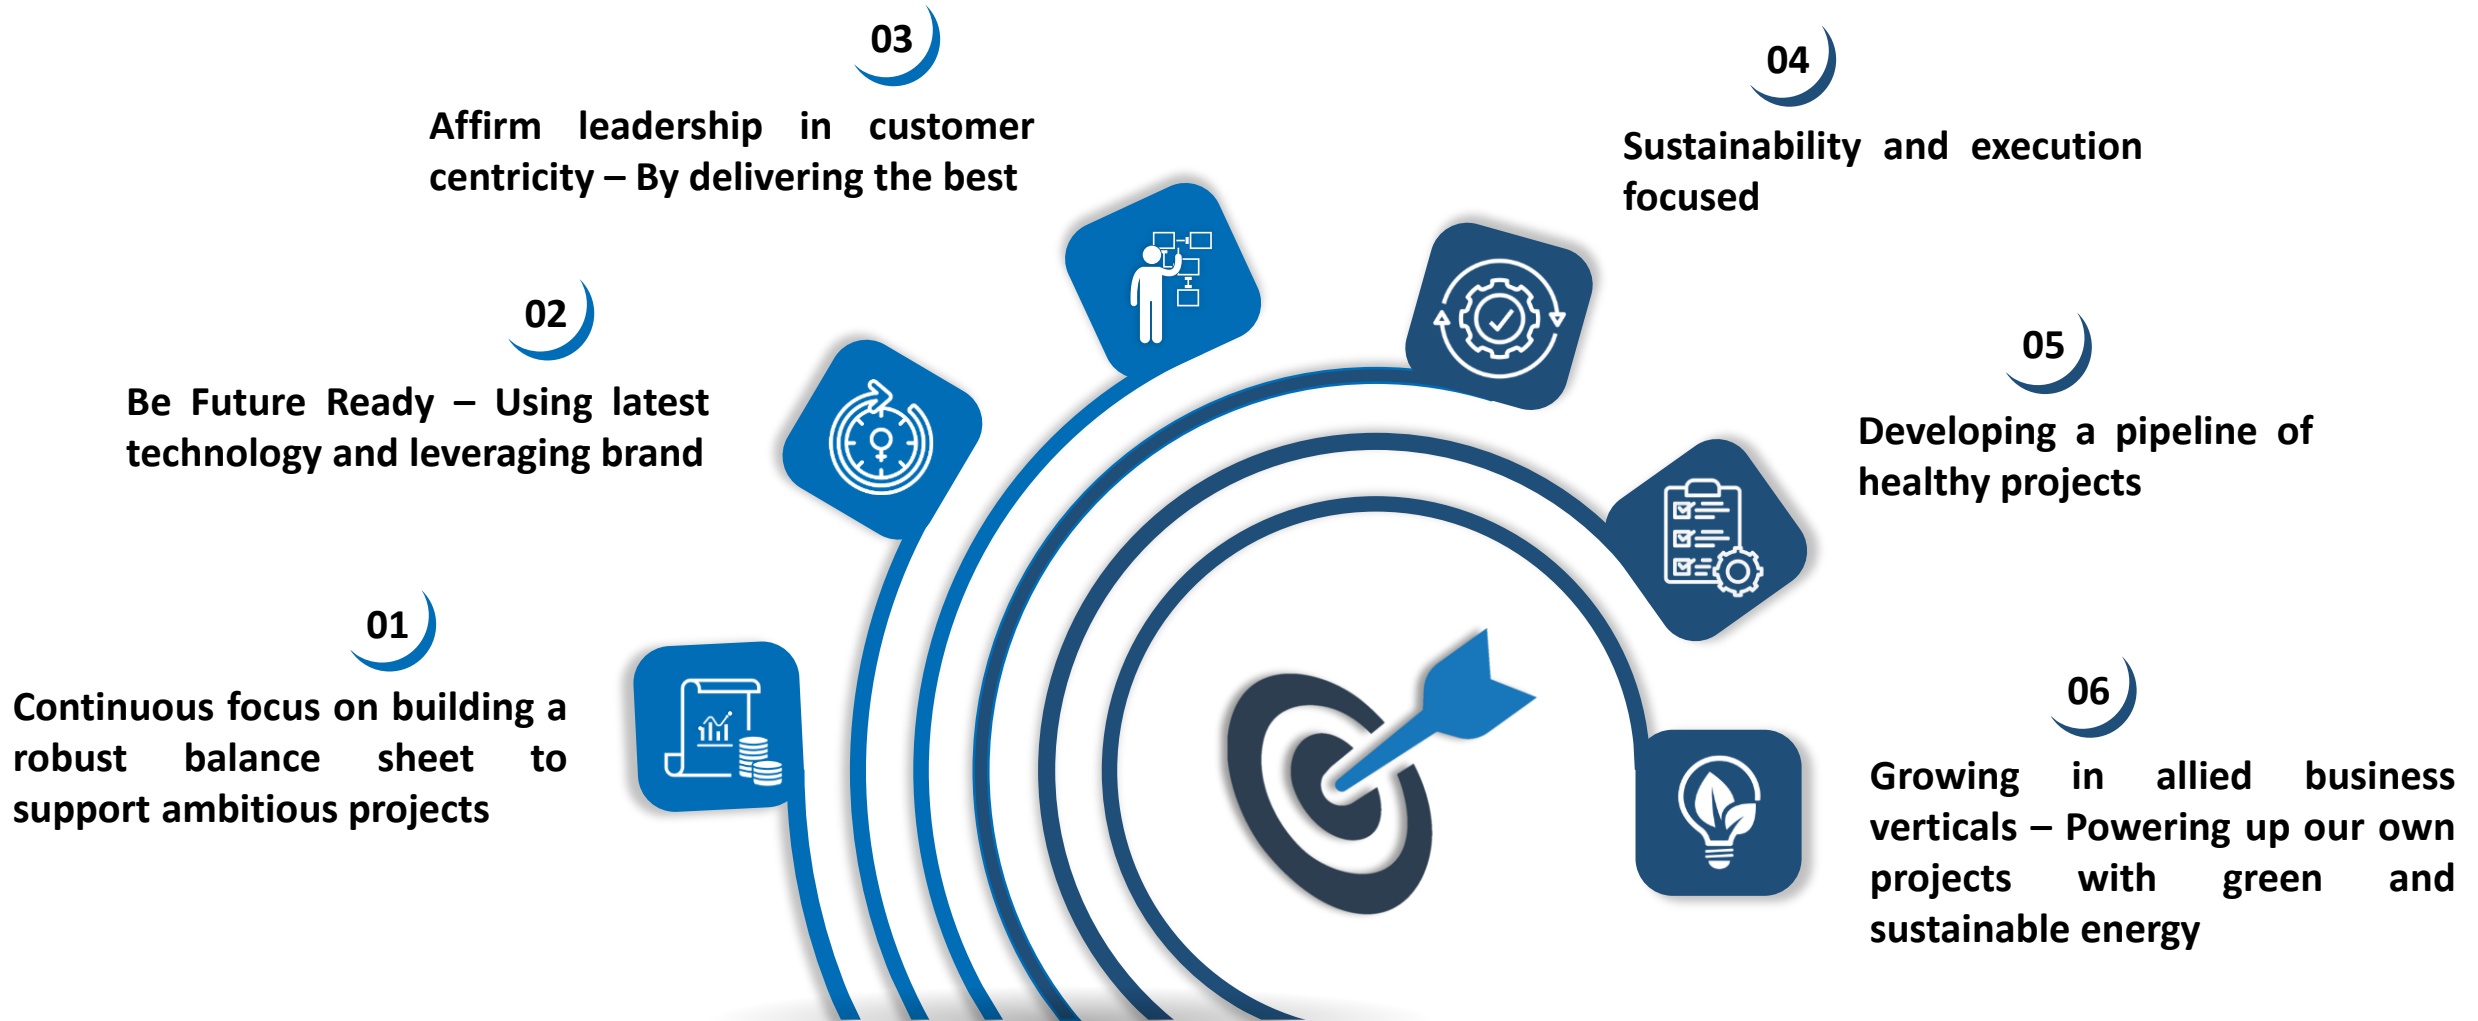 01
Continuous focus on building a
robust balance sheet to
support ambitious projects
02
Be Future Ready – Using latest
technology and leveraging brand
03
Affirm leadership in customer
centricity – By delivering the best
04
Sustainability and execution
focused
05
Developing a pipeline of
healthy projects
06
Growing in allied business
verticals – Powering up our own
projects with green and
sustainable energy